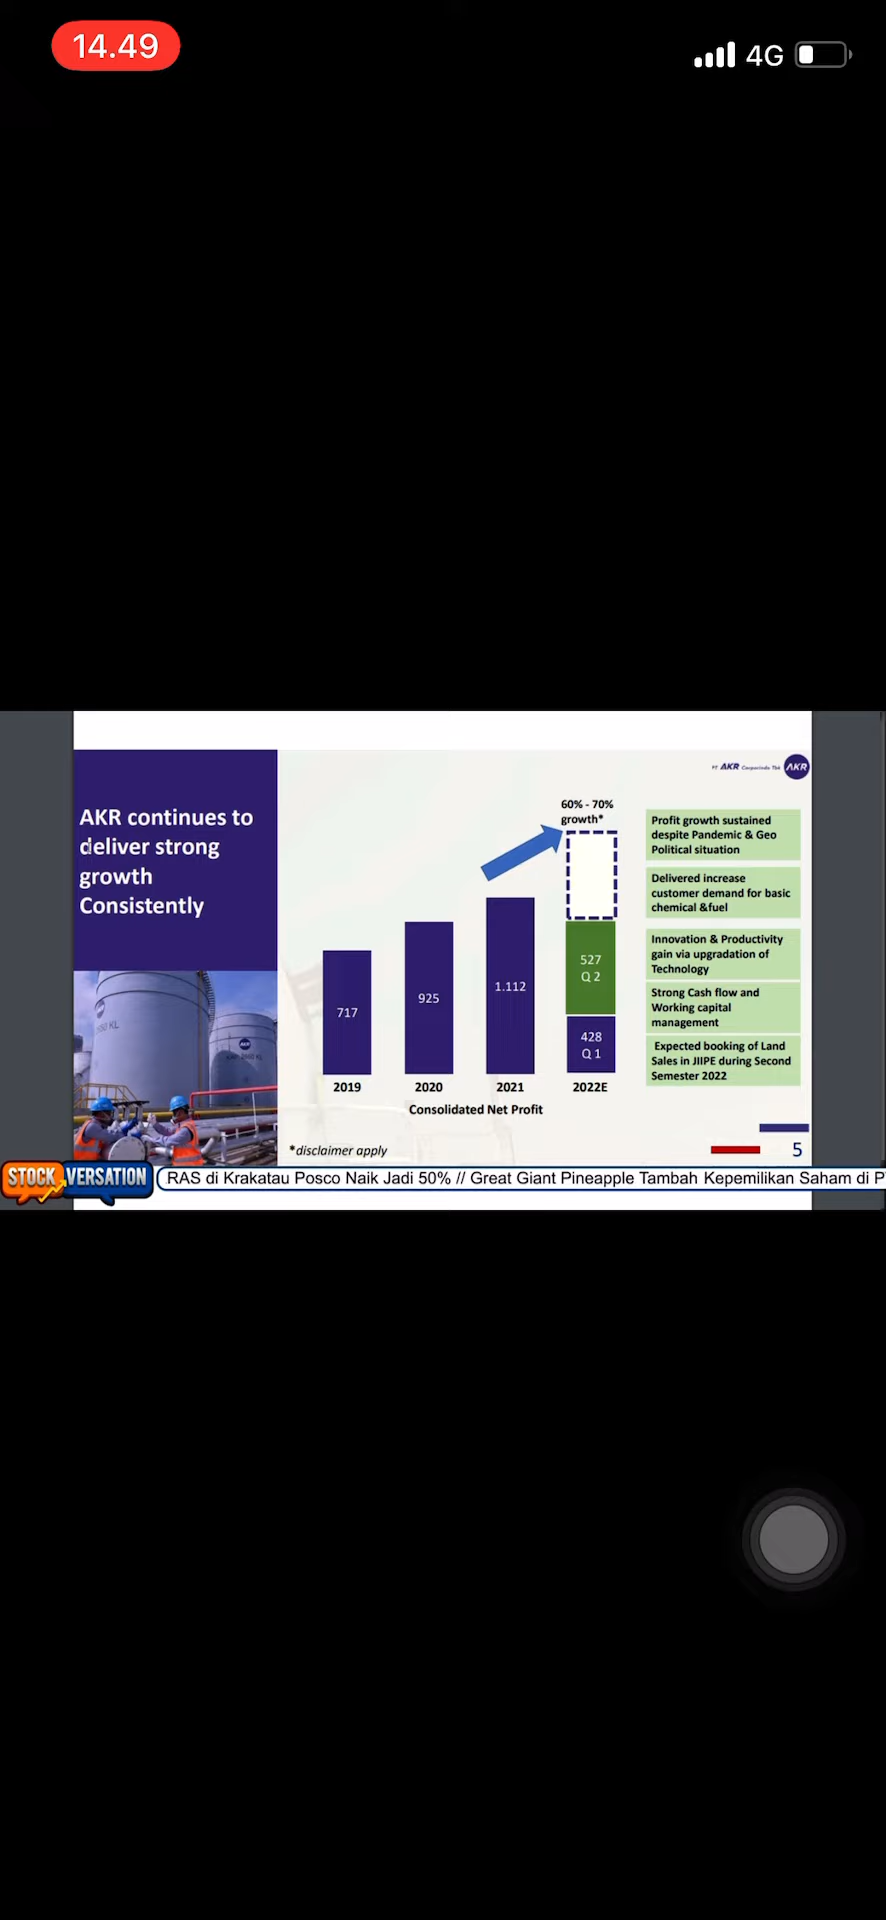 14.49
4G
PT AKR Corporindo Tbk AKR
AKR continues to
deliver strong
growth
Consistently
60% - 70%
growth*
717
925
1.112
527
Q 2
428
Q 1
2019
2020
2021
2022E
Consolidated Net Profit
Profit growth sustained
despite Pandemic & Geo
Political situation
Delivered increase
customer demand for basic
chemical &fuel
Innovation & Productivity
gain via upgradation of
Technology
Strong Cash flow and
Working capital
management
Expected booking of Land
Sales in JIIPE during Second
Semester 2022
*disclaimer apply
5
STOCK VERSATION
RAS di Krakatau Posco Naik Jadi 50% // Great Giant Pineapple Tambah Kepemilikan Saham di P